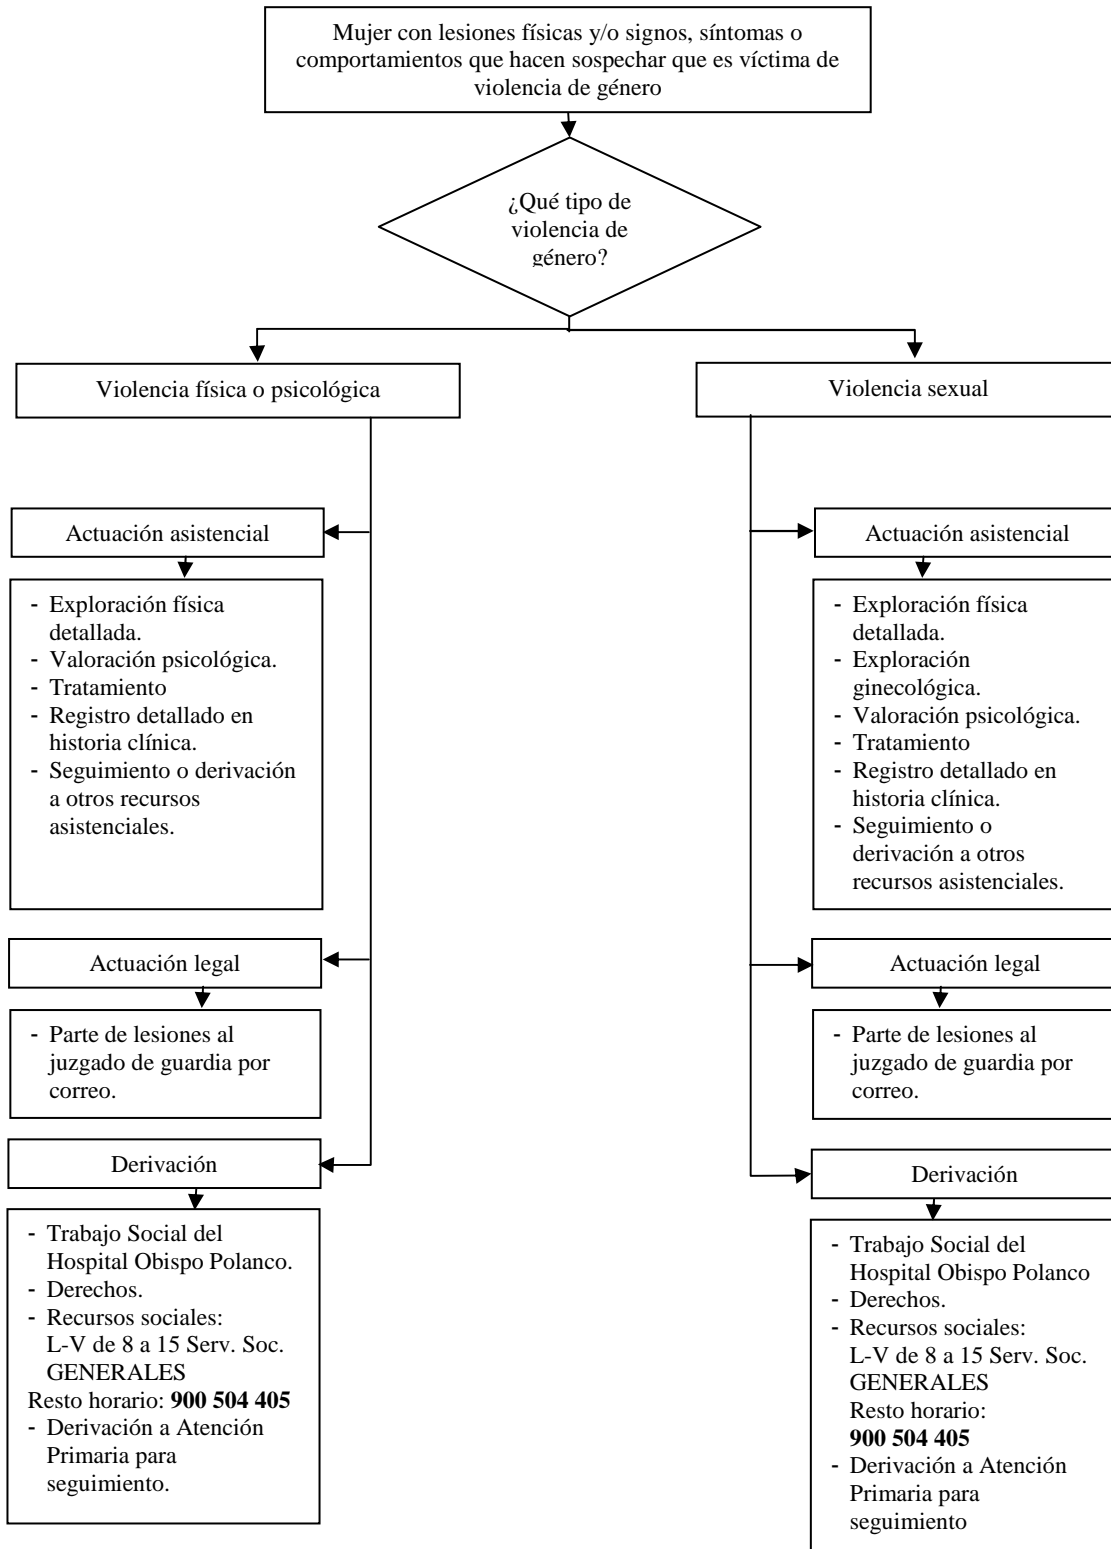 Mujer con lesiones físicas y/o signos, síntomas o
comportamientos que hacen sospechar que es víctima de
violencia de género
¿Qué tipo de
violencia de
género?
Violencia física o psicológica
Actuación asistencial
- Exploración física
detallada.
- Valoración psicológica.
- Tratamiento
- Registro detallado en
historia clínica.
- Seguimiento o derivación
a otros recursos
asistenciales.
Actuación legal
- Parte de lesiones al
juzgado de guardia por
correo.
Derivación
- Trabajo Social del
Hospital Obispo Polanco.
- Derechos.
- Recursos sociales:
L-V de 8 a 15 Serv. Soc.
GENERALES
Resto horario: 900 504 405
- Derivación a Atención
Primaria para
seguimiento.
Violencia sexual
Actuación asistencial
- Exploración física
detallada.
- Exploración
ginecológica.
- Valoración psicológica.
- Tratamiento
- Registro detallado en
historia clínica.
- Seguimiento o
derivación a otros
recursos asistenciales.
Actuación legal
- Parte de lesiones al
juzgado de guardia por
correo.
Derivación
- Trabajo Social del
Hospital Obispo Polanco
- Derechos.
- Recursos sociales:
L-V de 8 a 15 Serv. Soc.
GENERALES
Resto horario:
900 504 405
- Derivación a Atención
Primaria para
seguimiento